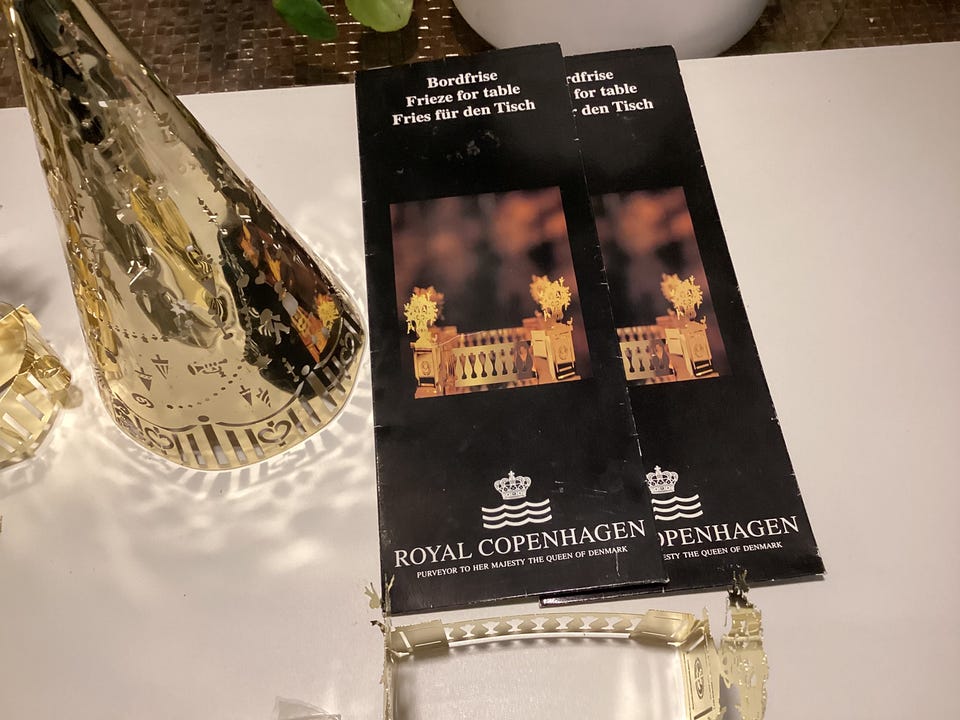 Bordfrise
Frieze for table
Fries für den Tisch
ROYAL COPENHAGEN
PURVEYOR TO HER MAJESTY THE QUEEN OF DENMARK
rdfrise
for table
r den Tisch
OPENHAGEN
ESTY THE QUEEN OF DENMARK